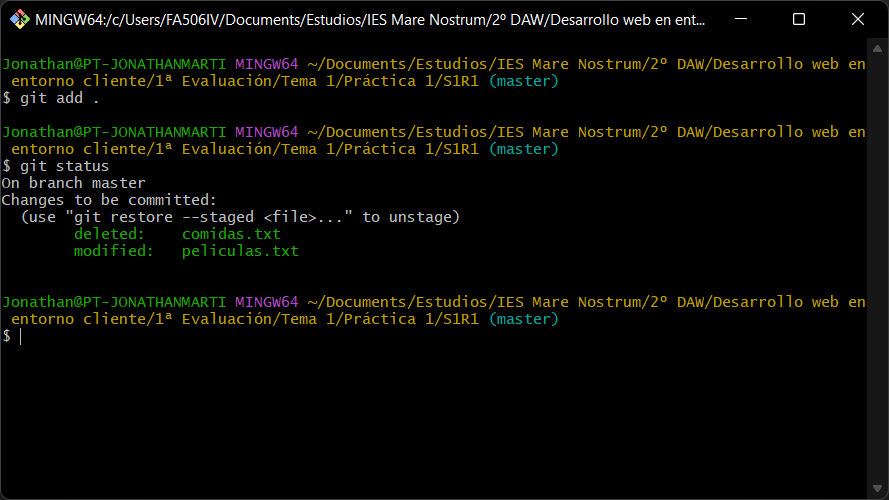 MINGW64:/c/Users/FA506IV/Documents/Estudios/IES Mare Nostrum/2º DAW/Desarrollo web en ent...
Jonathan@PT-JONATHANMARTI MINGW64 ~/Documents/Estudios/IES Mare Nostrum/2º DAW/Desarrollo web en
entorno cliente/1ª Evaluación/Tema 1/Práctica 1/S1R1 (master)
$ git add .
Jonathan@PT-JONATHANMARTI MINGW64 ~/Documents/Estudios/IES Mare Nostrum/2º DAW/Desarrollo web en
entorno cliente/1ª Evaluación/Tema 1/Práctica 1/S1R1 (master)
$ git status
On branch master
Changes to be committed:
  (use "git restore --staged <file>..." to unstage)
        deleted:    comidas.txt
        modified:   peliculas.txt
Jonathan@PT-JONATHANMARTI MINGW64 ~/Documents/Estudios/IES Mare Nostrum/2º DAW/Desarrollo web en
entorno cliente/1ª Evaluación/Tema 1/Práctica 1/S1R1 (master)
$